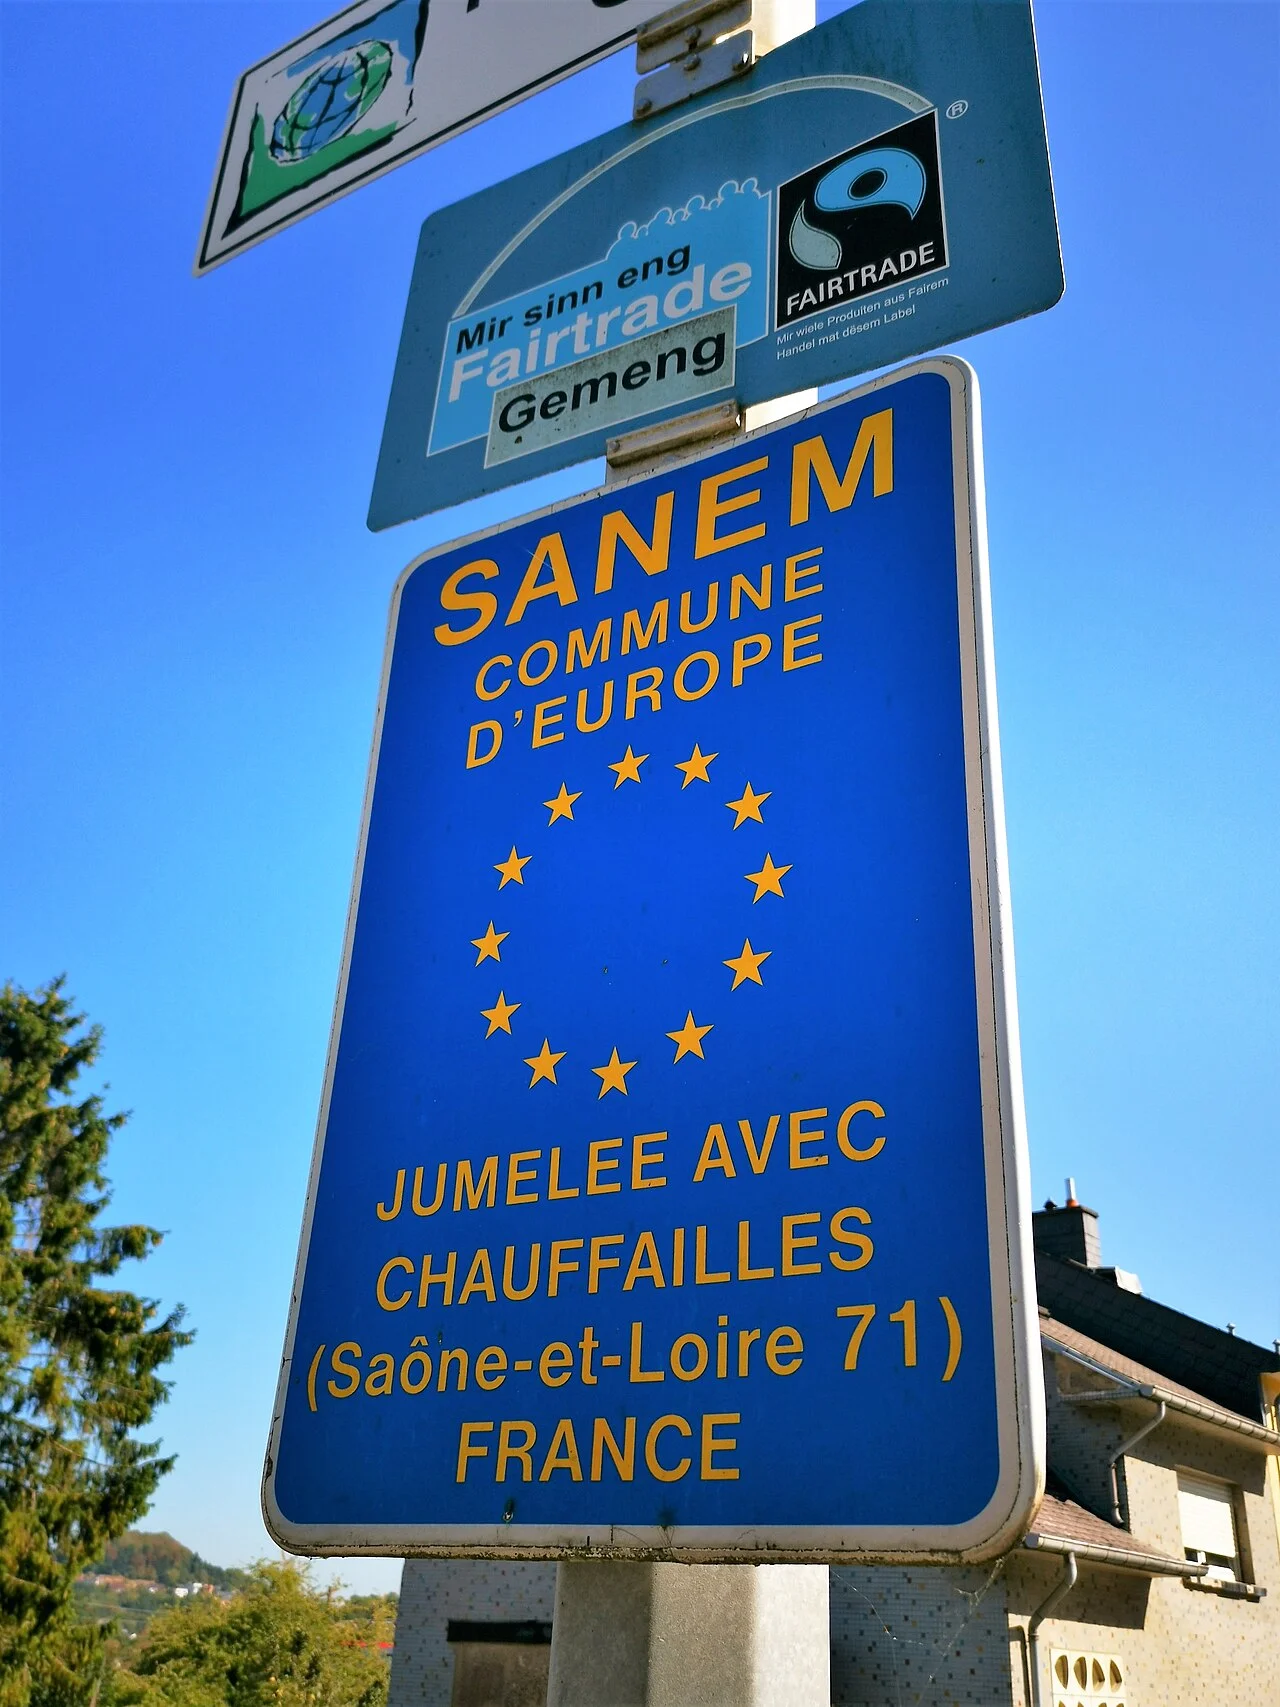 Mir sinn eng
Fairtrade
Gemeng
®
FAIRTRADE
Mir wiele Produiten aus Fairem
Handel mat dësem Label
SANEM
COMMUNE
D'EUROPE
JUMELEE AVEC
CHAUFFAILLES
(Saône-et-Loire 71)
FRANCE